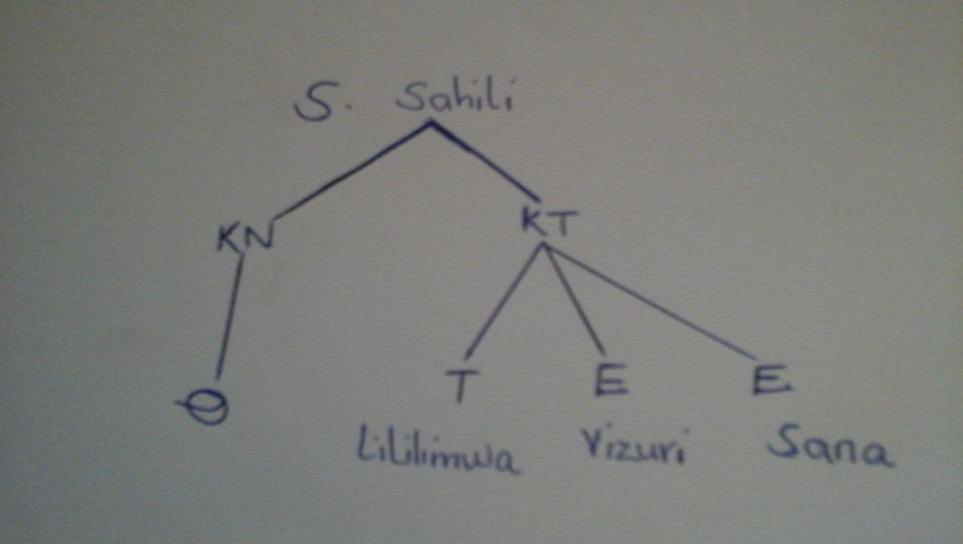 S. Sahili
KN KT
Ø T E E
Lililimwa Vizuri Sana